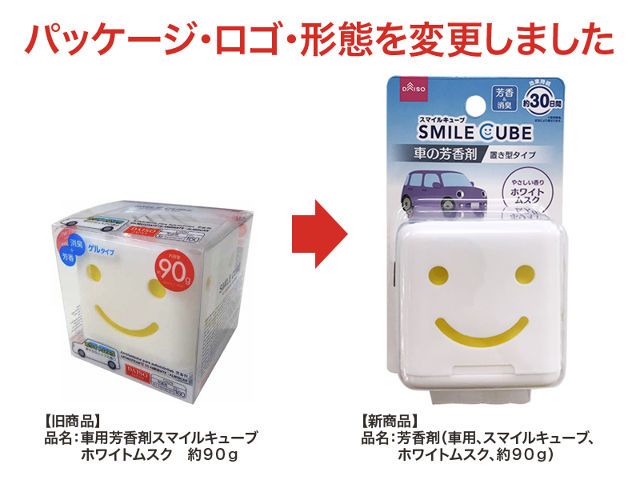 パッケージ・ロゴ・形態を変更しました
消臭
+
芳香
ゲルタイプ
90g
SMILE CUBE
DAISO
DAISO
芳香
&
消臭
効果期間
約30日間
スマイルキューブ
SMILE CUBE
車の芳香剤 置き型タイプ
やさしい香り
ホワイト
ムスク
【旧商品】
品名：車用芳香剤スマイルキューブ
ホワイトムスク 約90g
【新商品】
品名：芳香剤（車用、スマイルキューブ、
ホワイトムスク、約90g）